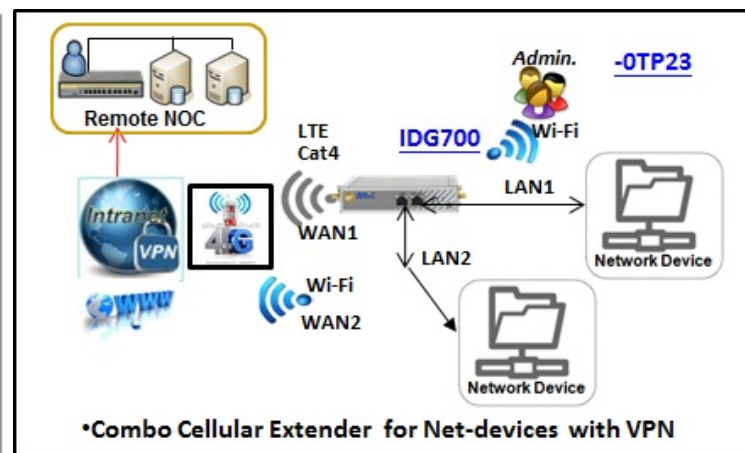 Admin.
-0TP23
Remote NOC
LTE
Cat4
IDG700
Wi-Fi
LAN1
Intranet
VPN
4G
WAN1
LAN2
Network Device
WWW
Wi-Fi
WAN2
Network Device
•Combo Cellular Extender for Net-devices with VPN